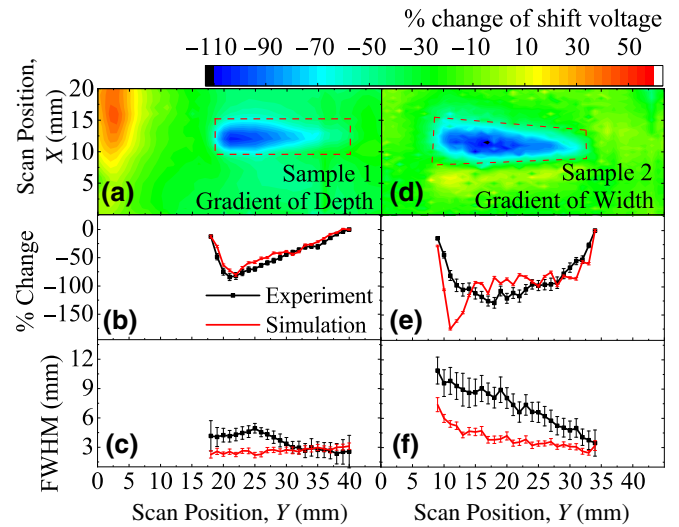 % change of shift voltage
−110 −90 −70 −50 −30 −10 10 30 50
Scan Position,
X (mm)
20
15
10
5
(a)
Sample 1
Gradient of Depth
(d)
Sample 2
Gradient of Width
% Change
0
−50
−100
−150
(b)
Experiment
Simulation
(e)
FWHM (mm)
12
9
6
3
(c)
(f)
0 5 10 15 20 25 30 35 40
5 10 15 20 25 30 35 40 45
Scan Position, Y (mm)
Scan Position, Y (mm)